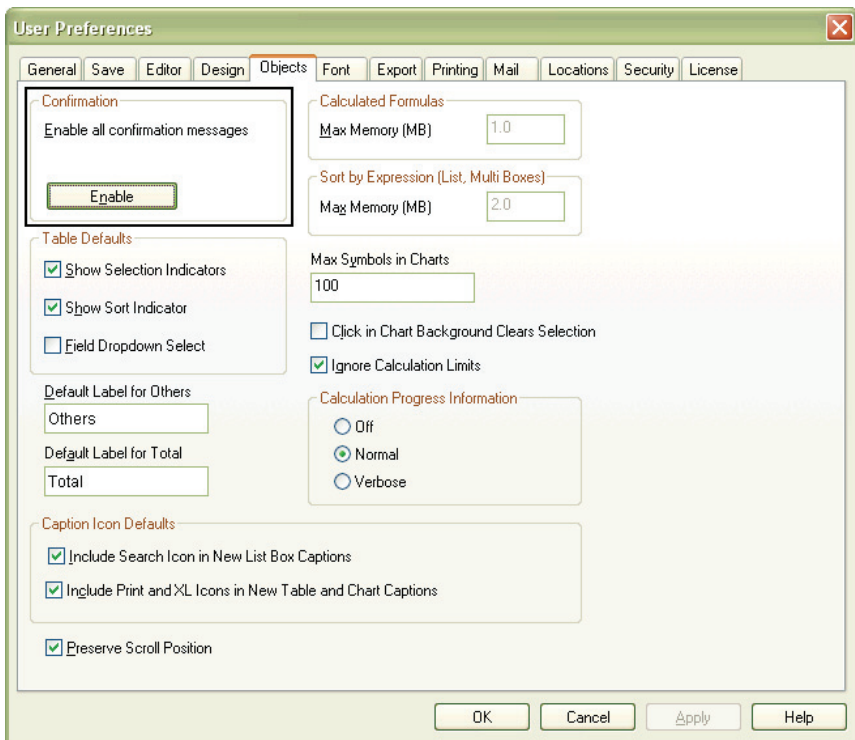 User Preferences
General Save Editor Design Objects Font Export Printing Mail Locations Security License
Confirmation
Enable all confirmation messages
Enable
Calculated Formulas
Max Memory (MB) 1.0
Sort by Expression (List, Multi Boxes)
Max Memory (MB) 2.0
Table Defaults
Show Selection Indicators
Show Sort Indicator
Field Dropdown Select
Max Symbols in Charts
100
Click in Chart Background Clears Selection
Ignore Calculation Limits
Default Label for Others
Others
Default Label for Total
Total
Calculation Progress Information
Off
Normal
Verbose
Caption Icon Defaults
Include Search Icon in New List Box Captions
Include Print and XL Icons in New Table and Chart Captions
Preserve Scroll Position
OK Cancel Apply Help